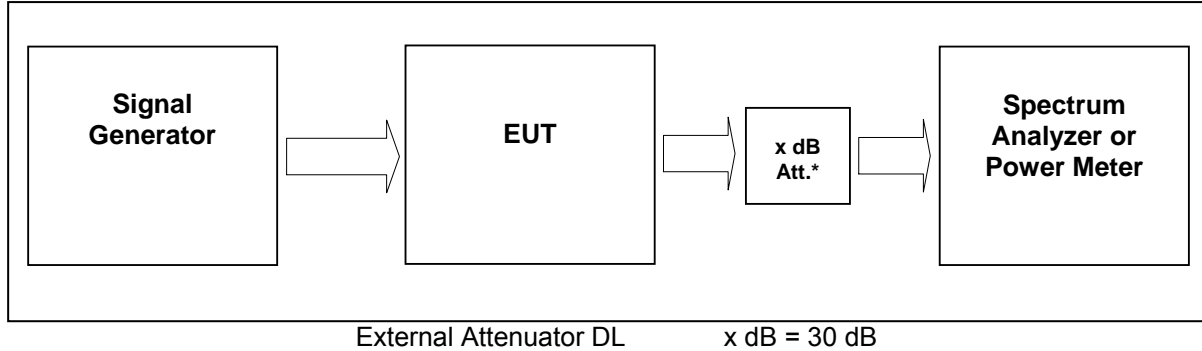 Signal
Generator
EUT
x dB
Att.*
Spectrum
Analyzer or
Power Meter
External Attenuator DL x dB = 30 dB